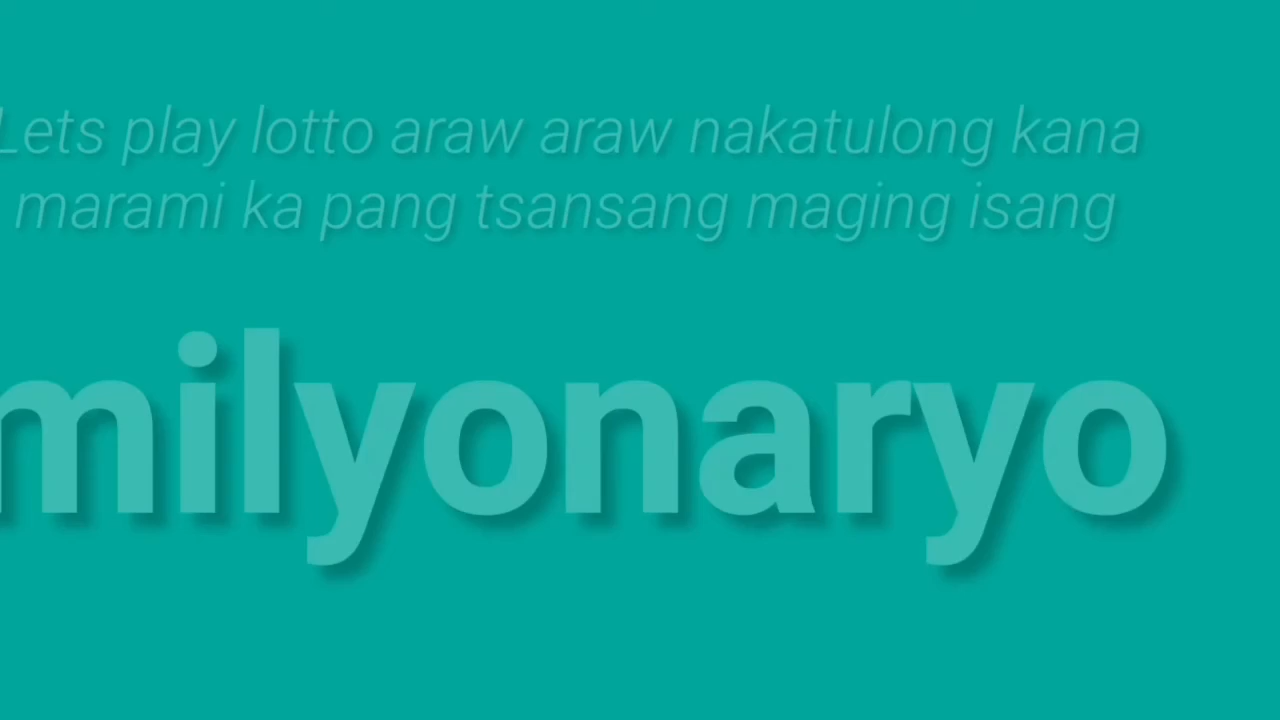 Lets play lotto araw araw nakatulong kana
marami ka pang tsansang maging isang
milyonaryo